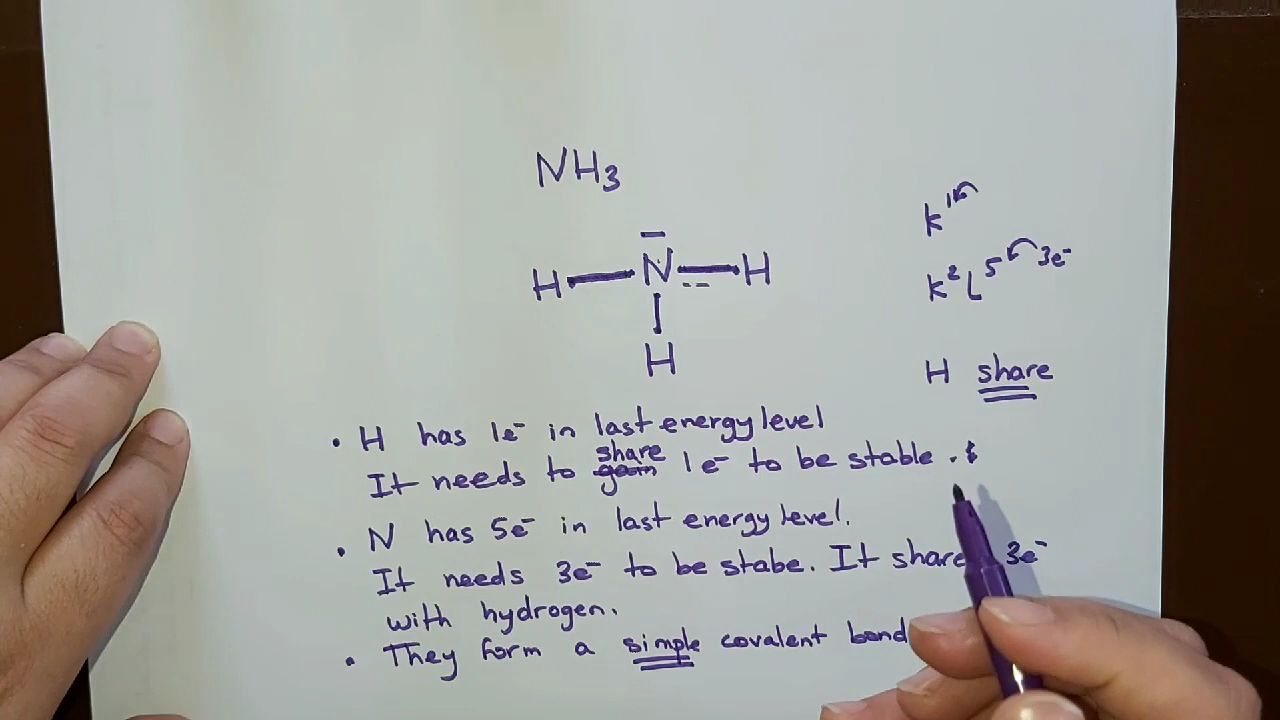 NH3
K1
N
H N H
K2 L5 3e-
H
H share
• H has 1e- in last energy level
share
It needs to gain 1e- to be stable.
• N has 5e- in last energy level.
It needs 3e- to be stabe. It share 3e-
with hydrogen.
• They form a simple covalent bond